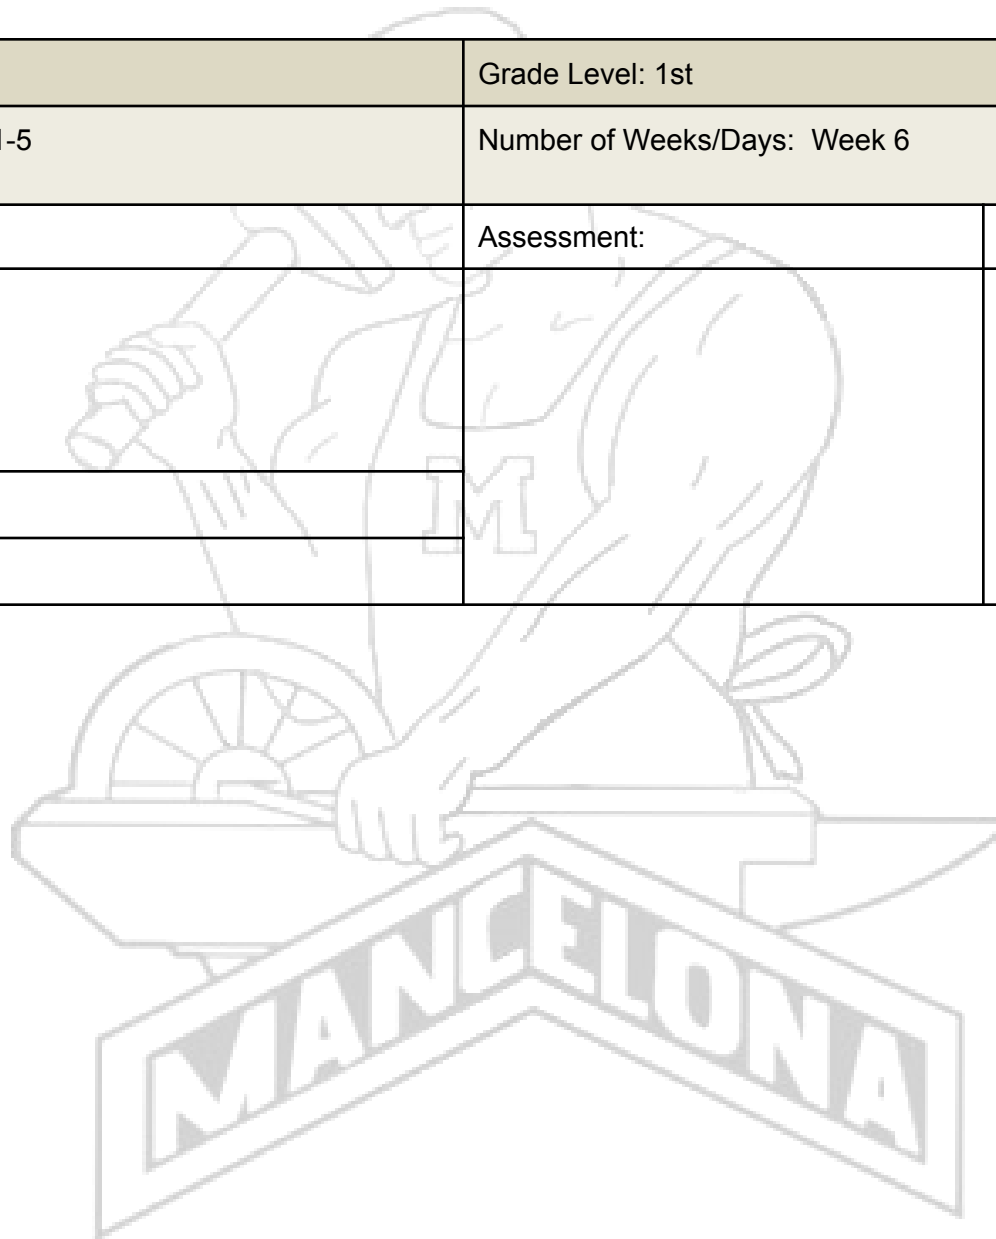 Grade Level: 1st
-5
Number of Weeks/Days: Week 6
Assessment:
M
MANCELONA